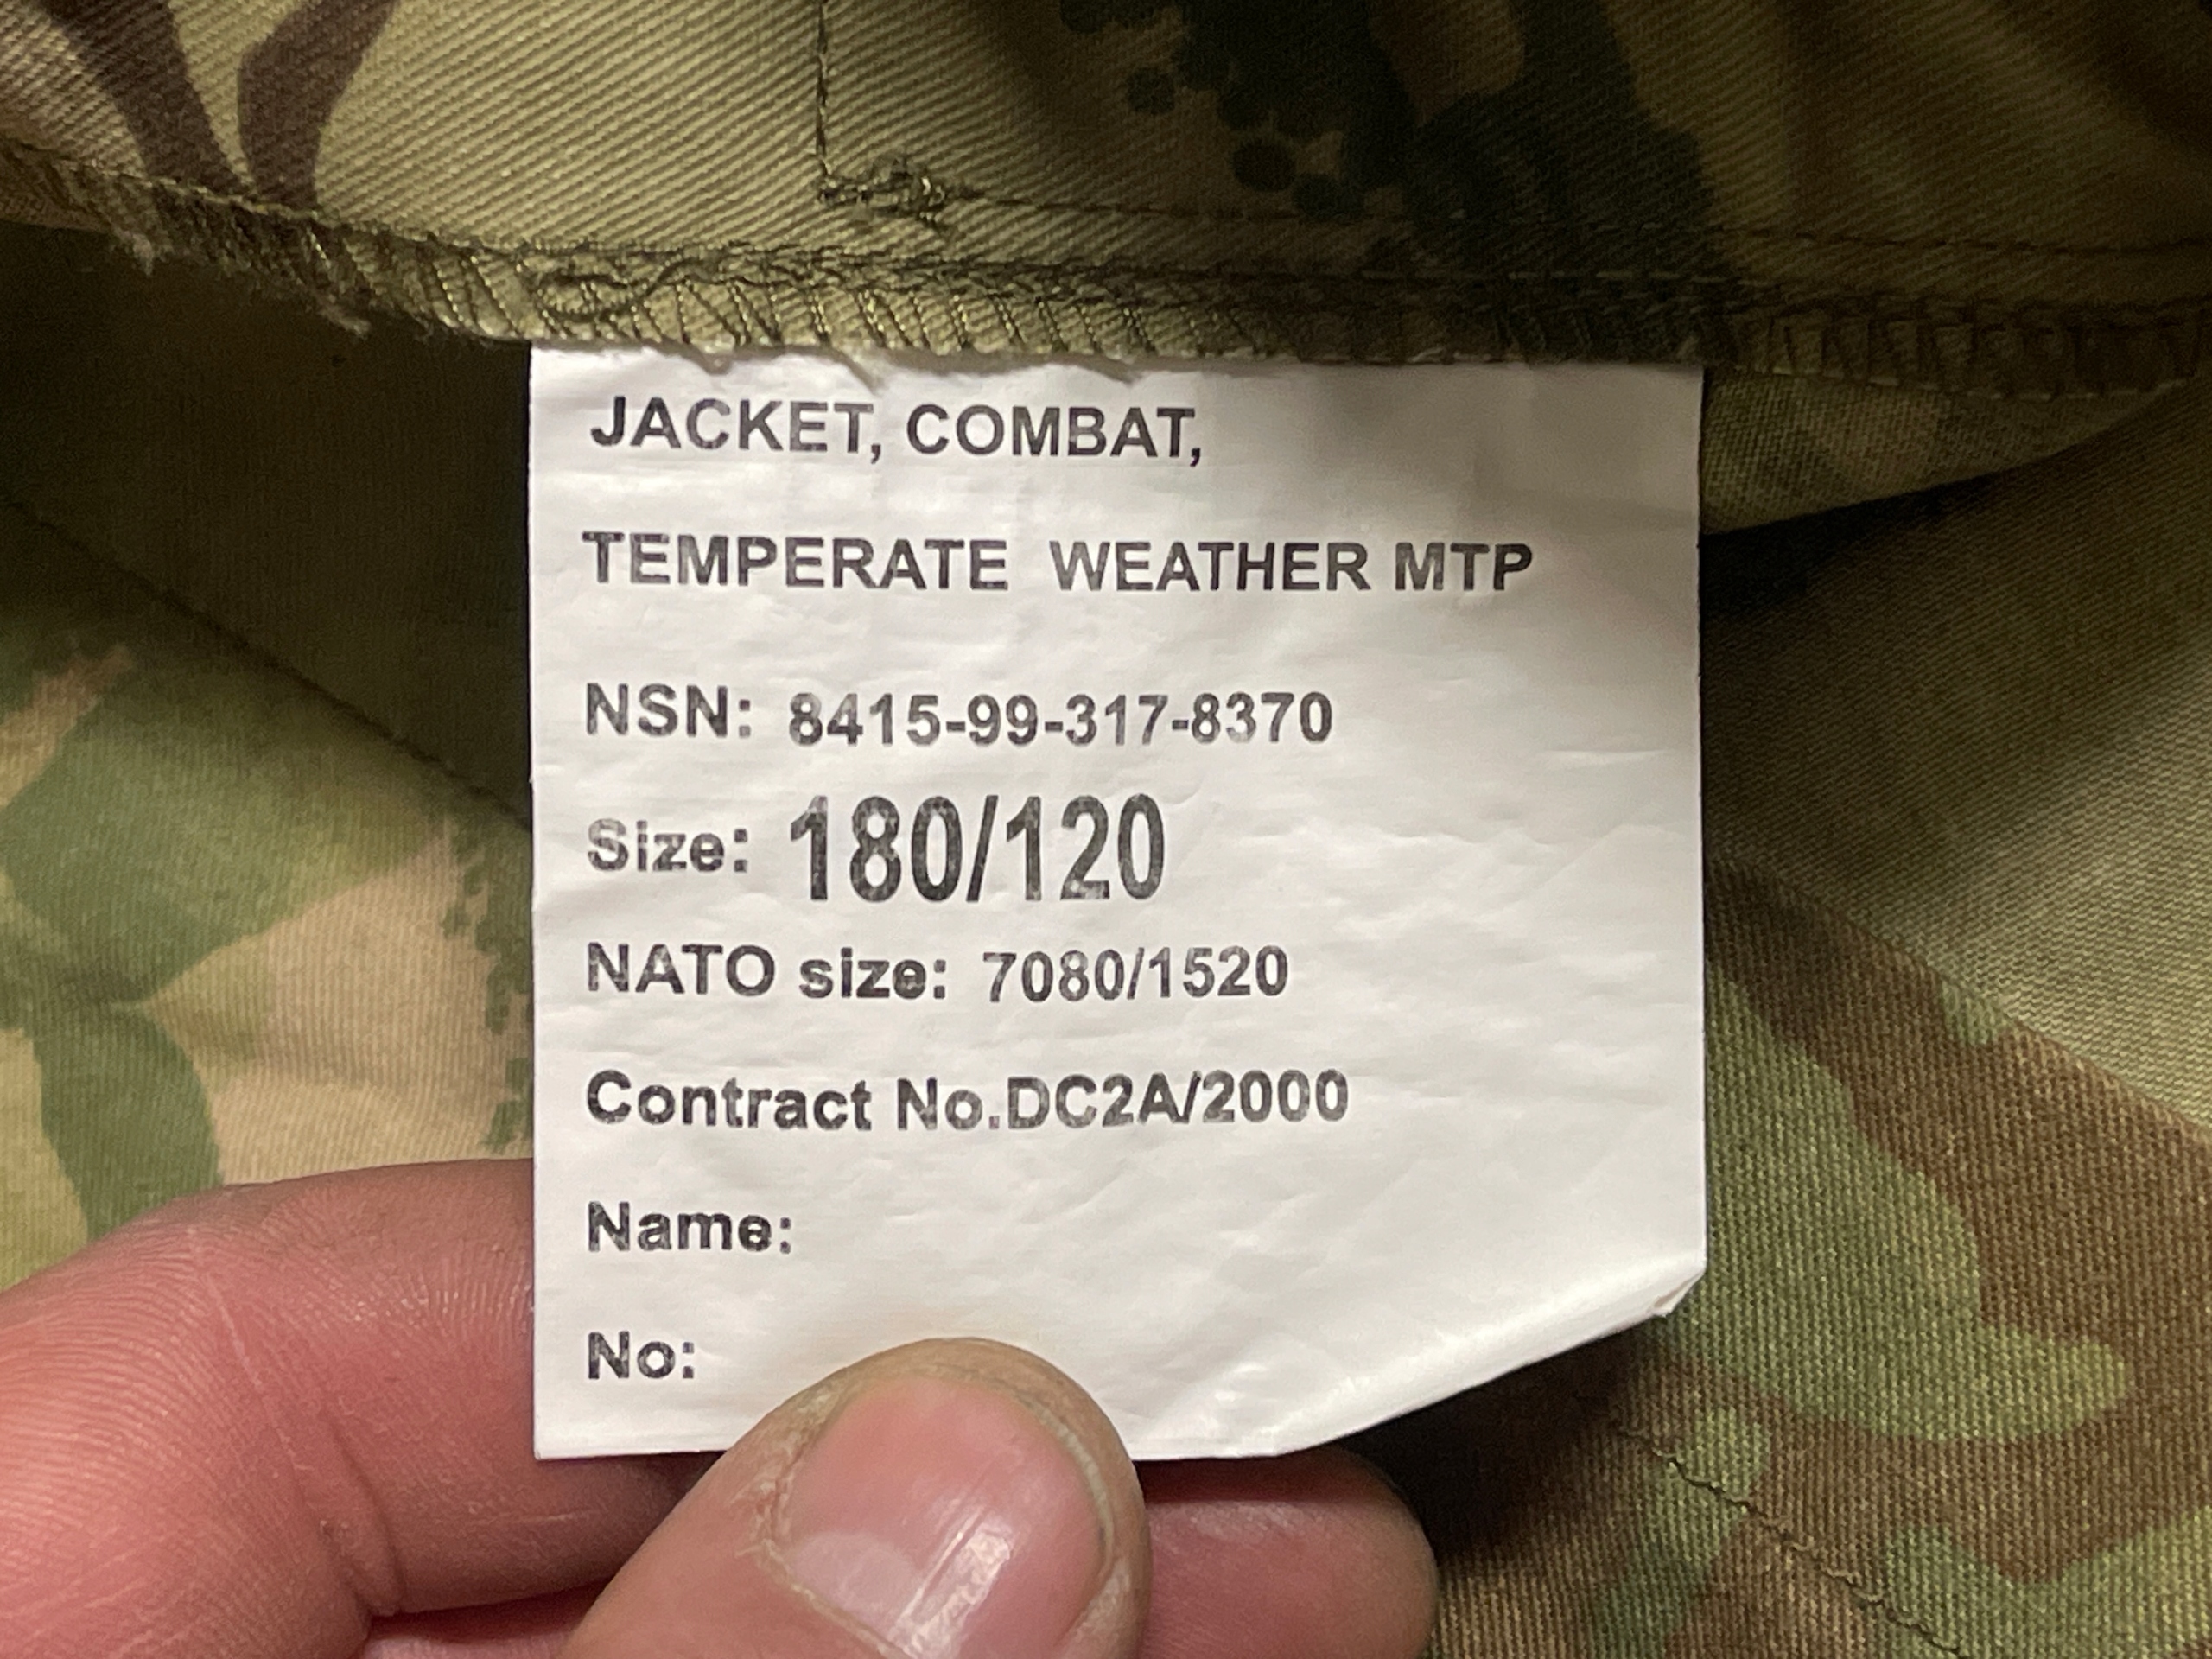 JACKET, COMBAT,
TEMPERATE WEATHER MTP
NSN: 8415-99-317-8370
Size: 180/120
NATO size: 7080/1520
Contract No.DC2A/2000
Name:
No: